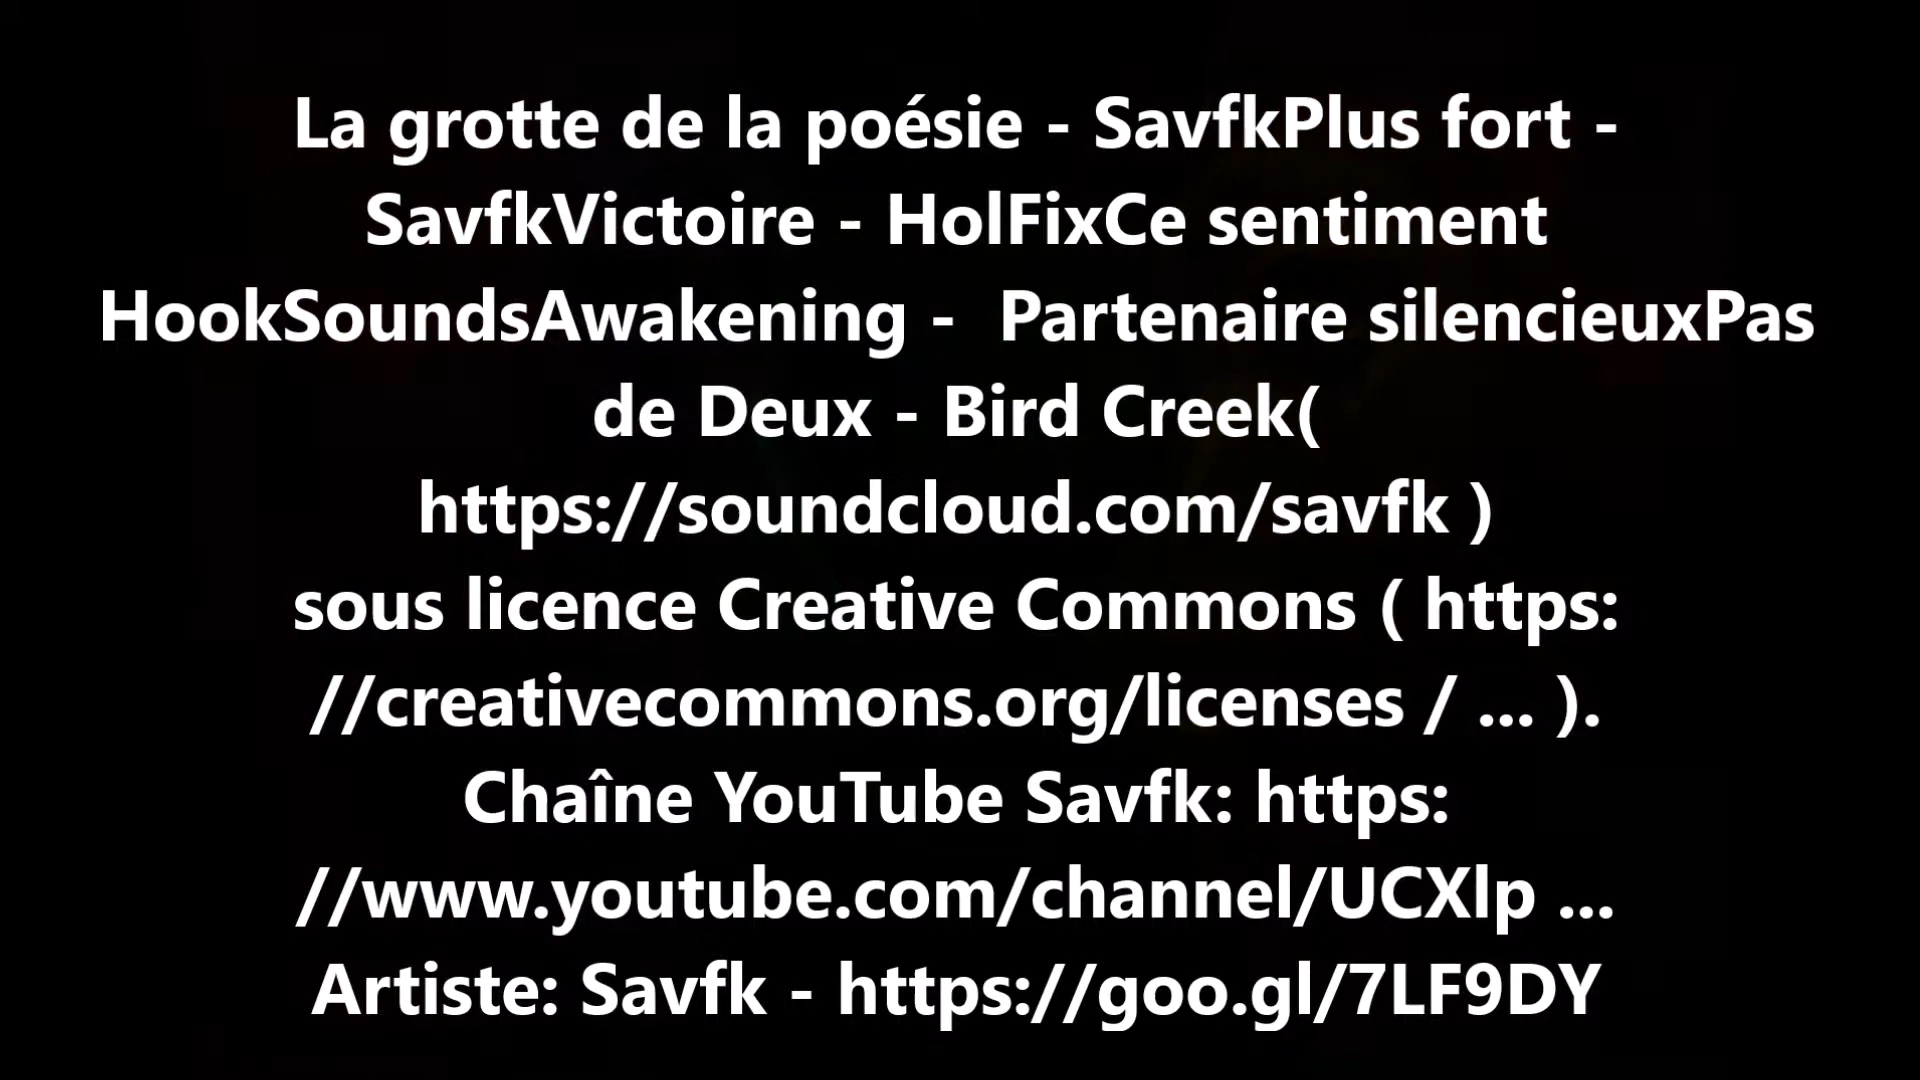 La grotte de la poésie - SavfkPlus fort -
SavfkVictoire - HolFixCe sentiment
HookSoundsAwakening -  Partenaire silencieuxPas
de Deux - Bird Creek(
https://soundcloud.com/savfk )
sous licence Creative Commons ( https:
//creativecommons.org/licenses / ... ).
Chaîne YouTube Savfk: https:
//www.youtube.com/channel/UCXlp ...
Artiste: Savfk - https://goo.gl/7LF9DY